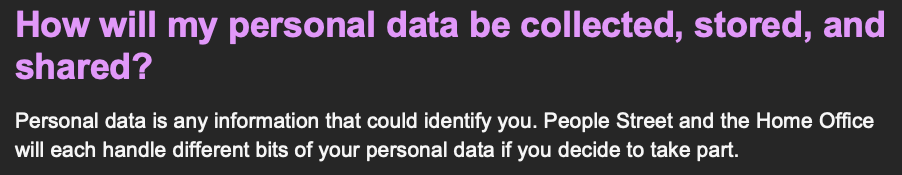 How will my personal data be collected, stored, and
shared?
Personal data is any information that could identify you. People Street and the Home Office
will each handle different bits of your personal data if you decide to take part.